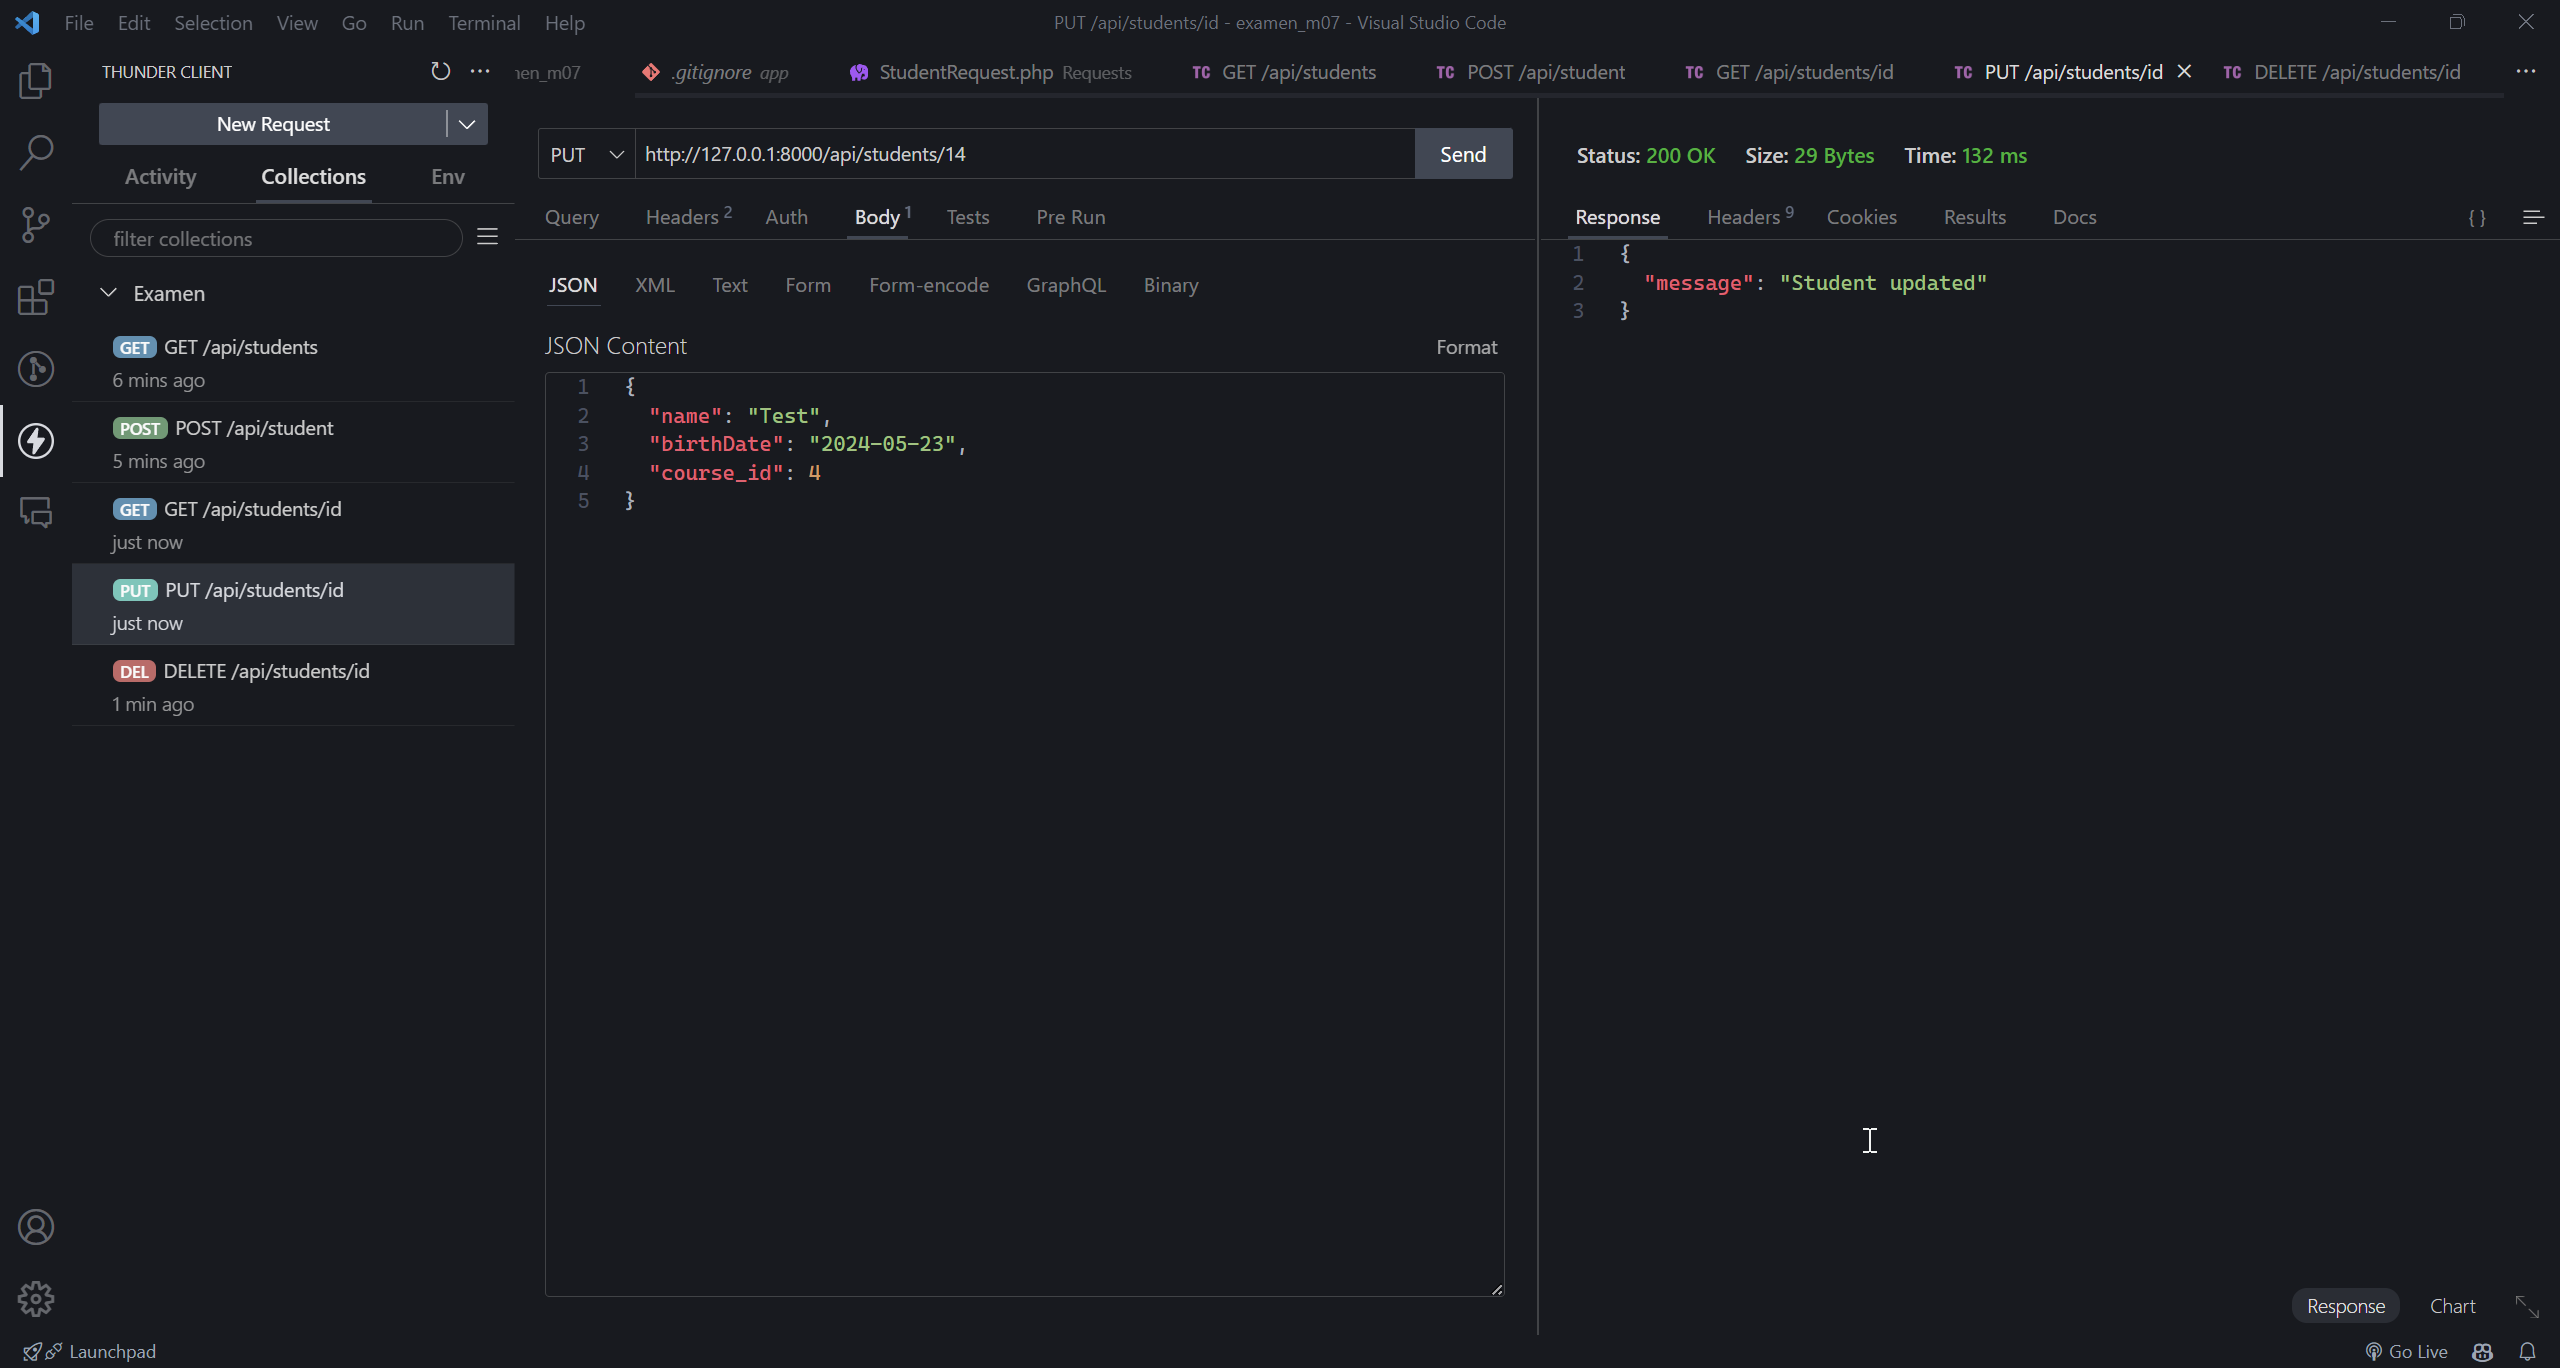 File Edit Selection View Go Run Terminal Help
PUT /api/students/id - examen_m07 - Visual Studio Code
THUNDER CLIENT
.gitignore app
StudentRequest.php Requests
TC GET /api/students
TC POST /api/student
TC GET /api/students/id
TC PUT /api/students/id
TC DELETE /api/students/id
New Request
Activity Collections Env
filter collections
Examen
GET GET /api/students
6 mins ago
POST POST /api/student
5 mins ago
GET GET /api/students/id
just now
PUT PUT /api/students/id
just now
DEL DELETE /api/students/id
1 min ago
PUT http://127.0.0.1:8000/api/students/14 Send
Query Headers 2 Auth Body 1 Tests Pre Run
JSON XML Text Form Form-encode GraphQL Binary
JSON Content Format
1 {
2 "name": "Test",
3 "birthDate": "2024-05-23",
4 "course_id": 4
5 }
Status: 200 OK Size: 29 Bytes Time: 132 ms
Response Headers 9 Cookies Results Docs { }
1 {
2 "message": "Student updated"
3 }
Response Chart
Launchpad
Go Live